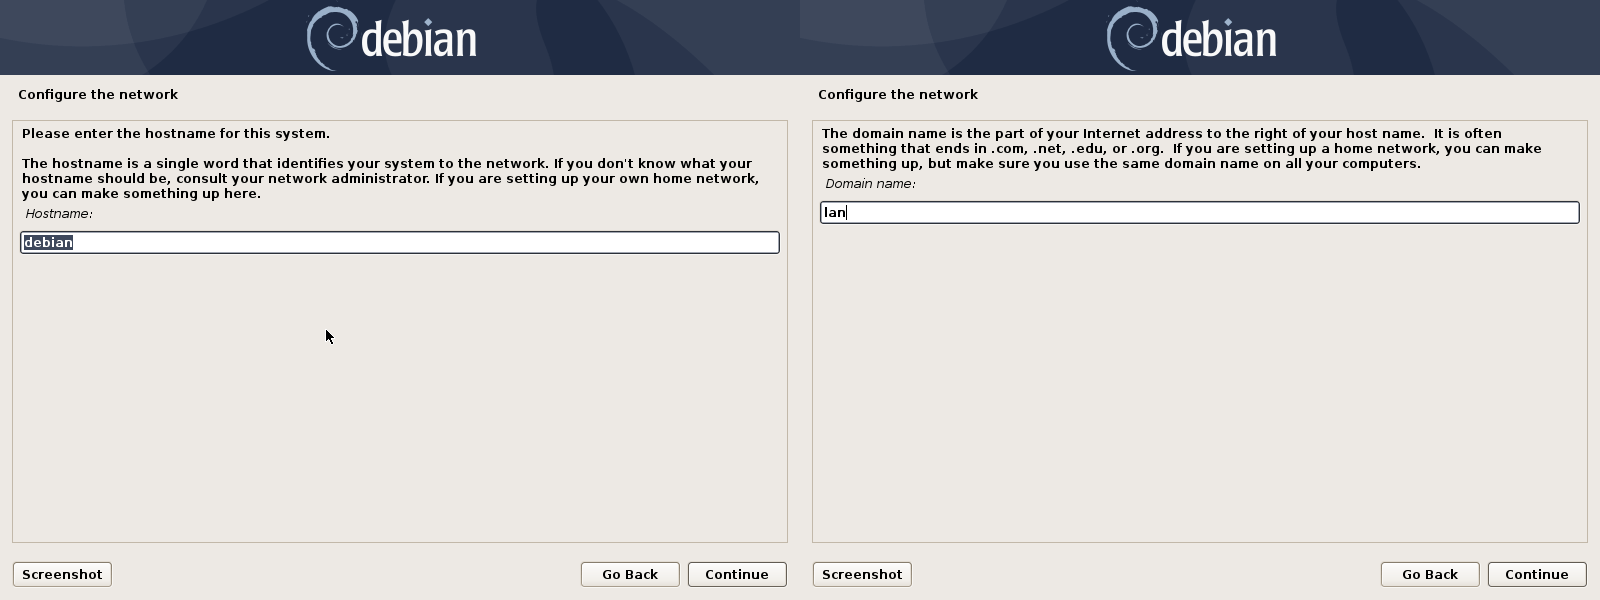 debian
Configure the network
Please enter the hostname for this system.
The hostname is a single word that identifies your system to the network. If you don't know what your
hostname should be, consult your network administrator. If you are setting up your own home network,
you can make something up here.
Hostname:
debian
Screenshot
Go Back
Continue
debian
Configure the network
The domain name is the part of your Internet address to the right of your host name.  It is often
something that ends in .com, .net, .edu, or .org.  If you are setting up a home network, you can make
something up, but make sure you use the same domain name on all your computers.
Domain name:
lan
Screenshot
Go Back
Continue